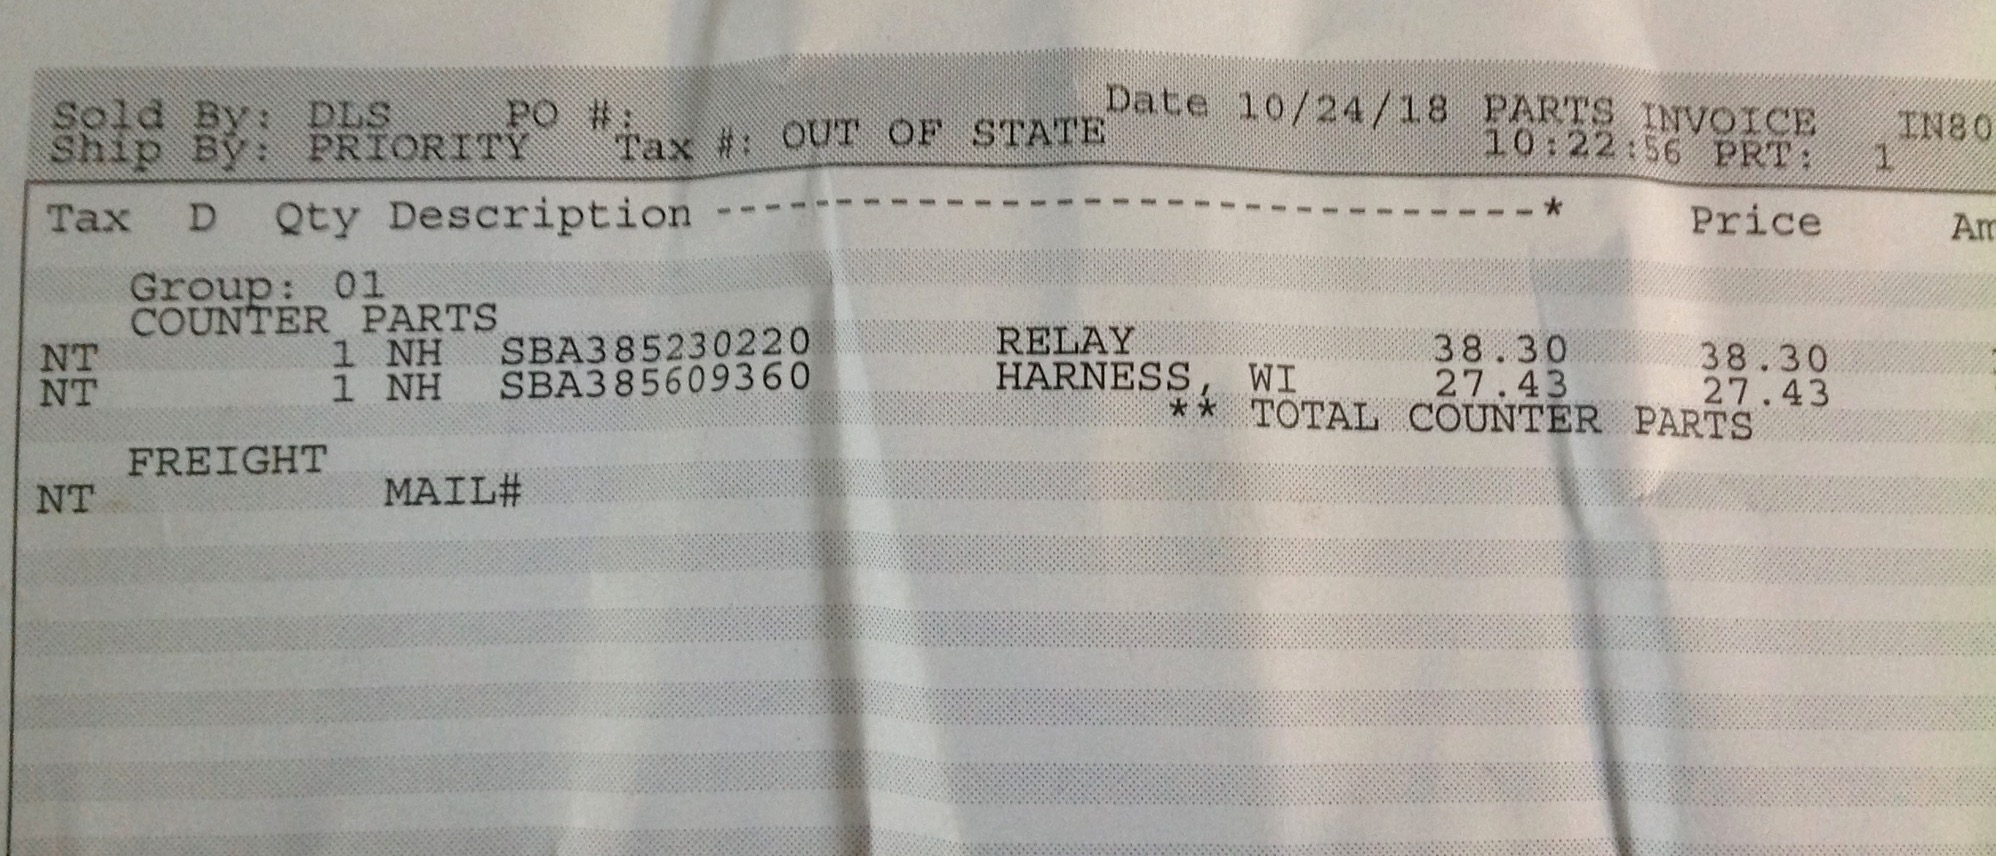 Sold By: DLS PO #: Date 10/24/18 PARTS INVOICE IN80
Ship By: PRIORITY Tax #: OUT OF STATE 10:22:56 PRT: 1
Tax D Qty Description --------------------------------* Price Am
Group: 01
COUNTER PARTS
NT 1 NH SBA385230220 RELAY 38.30 38.30
NT 1 NH SBA385609360 HARNESS, WI 27.43 27.43
** TOTAL COUNTER PARTS
FREIGHT
NT MAIL#